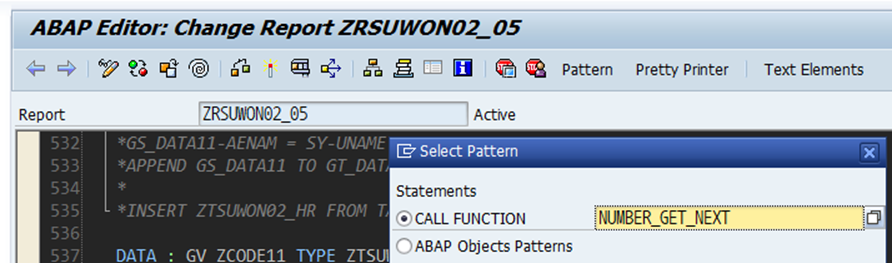 ABAP Editor: Change Report ZRSUWON02_05
Pattern Pretty Printer Text Elements
Report ZRSUWON02_05 Active
532 *GS_DATA11-AENAM = SY-UNAME
533 *APPEND GS_DATA11 TO GT_DAT
534 *
535 *INSERT ZTSUWON02_HR FROM TA
536
537 DATA : GV_ZCODE11 TYPE ZTSUW
Select Pattern
Statements
CALL FUNCTION NUMBER_GET_NEXT
ABAP Objects Patterns